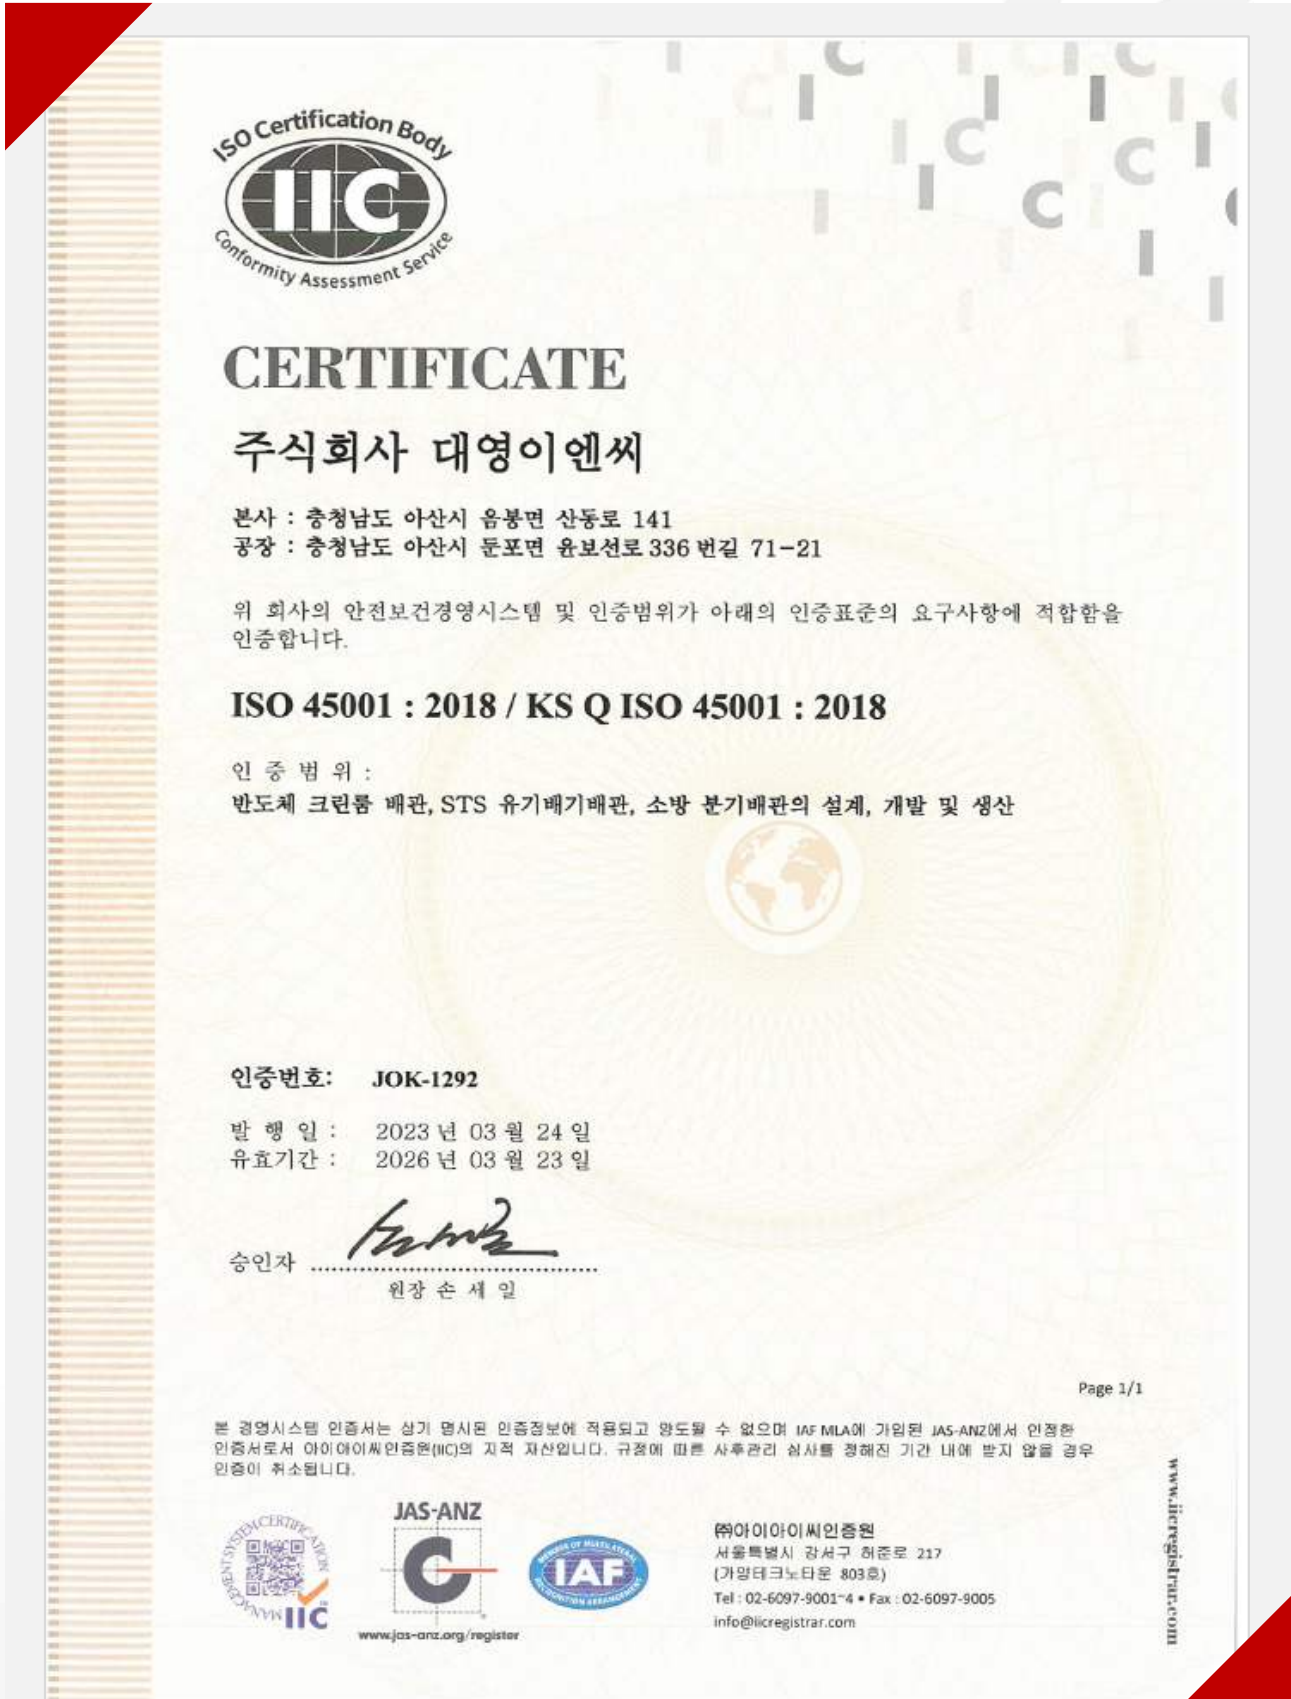 ISO Certification Body
IIC
Conformity Assessment Service
CERTIFICATE
주식회사 대영이엔씨
본사 : 충청남도 아산시 음봉면 산동로 141
공장 : 충청남도 아산시 둔포면 윤보선로 336 번길 71-21
위 회사의 안전보건경영시스템 및 인증범위가 아래의 인증표준의 요구사항에 적합함을
인증합니다.
ISO 45001 : 2018 / KS Q ISO 45001 : 2018
인 증 범 위 :
반도체 크린룸 배관, STS 유기배기배관, 소방 분기배관의 설계, 개발 및 생산
인증번호: JOK-1292
발 행 일 : 2023 년 03 월 24 일
유효기간 : 2026 년 03 월 23 일
승인자
원장 손 세 일
Page 1/1
본 경영시스템 인증서는 상기 명시된 인증정보에 적용되고 양도될 수 없으며 IAF MLA에 가입된 JAS-ANZ에서 인정한
인증서로서 아이아이씨인증원(IIC)의 지적 자산입니다. 규정에 따른 사후관리 심사를 정해진 기간 내에 받지 않을 경우
인증이 취소됩니다.
MANAGEMENT SYSTEM CERTIFICATION
IIC
JAS-ANZ
www.jas-anz.org/register
MEMBER OF MULTILATERAL
IAF
RECOGNITION ARRANGEMENT
㈜아이아이씨인증원
서울특별시 강서구 허준로 217
(가양테크노타운 803호)
Tel : 02-6097-9001~4 • Fax : 02-6097-9005
info@iicregistrar.com
www.iicregistrar.com